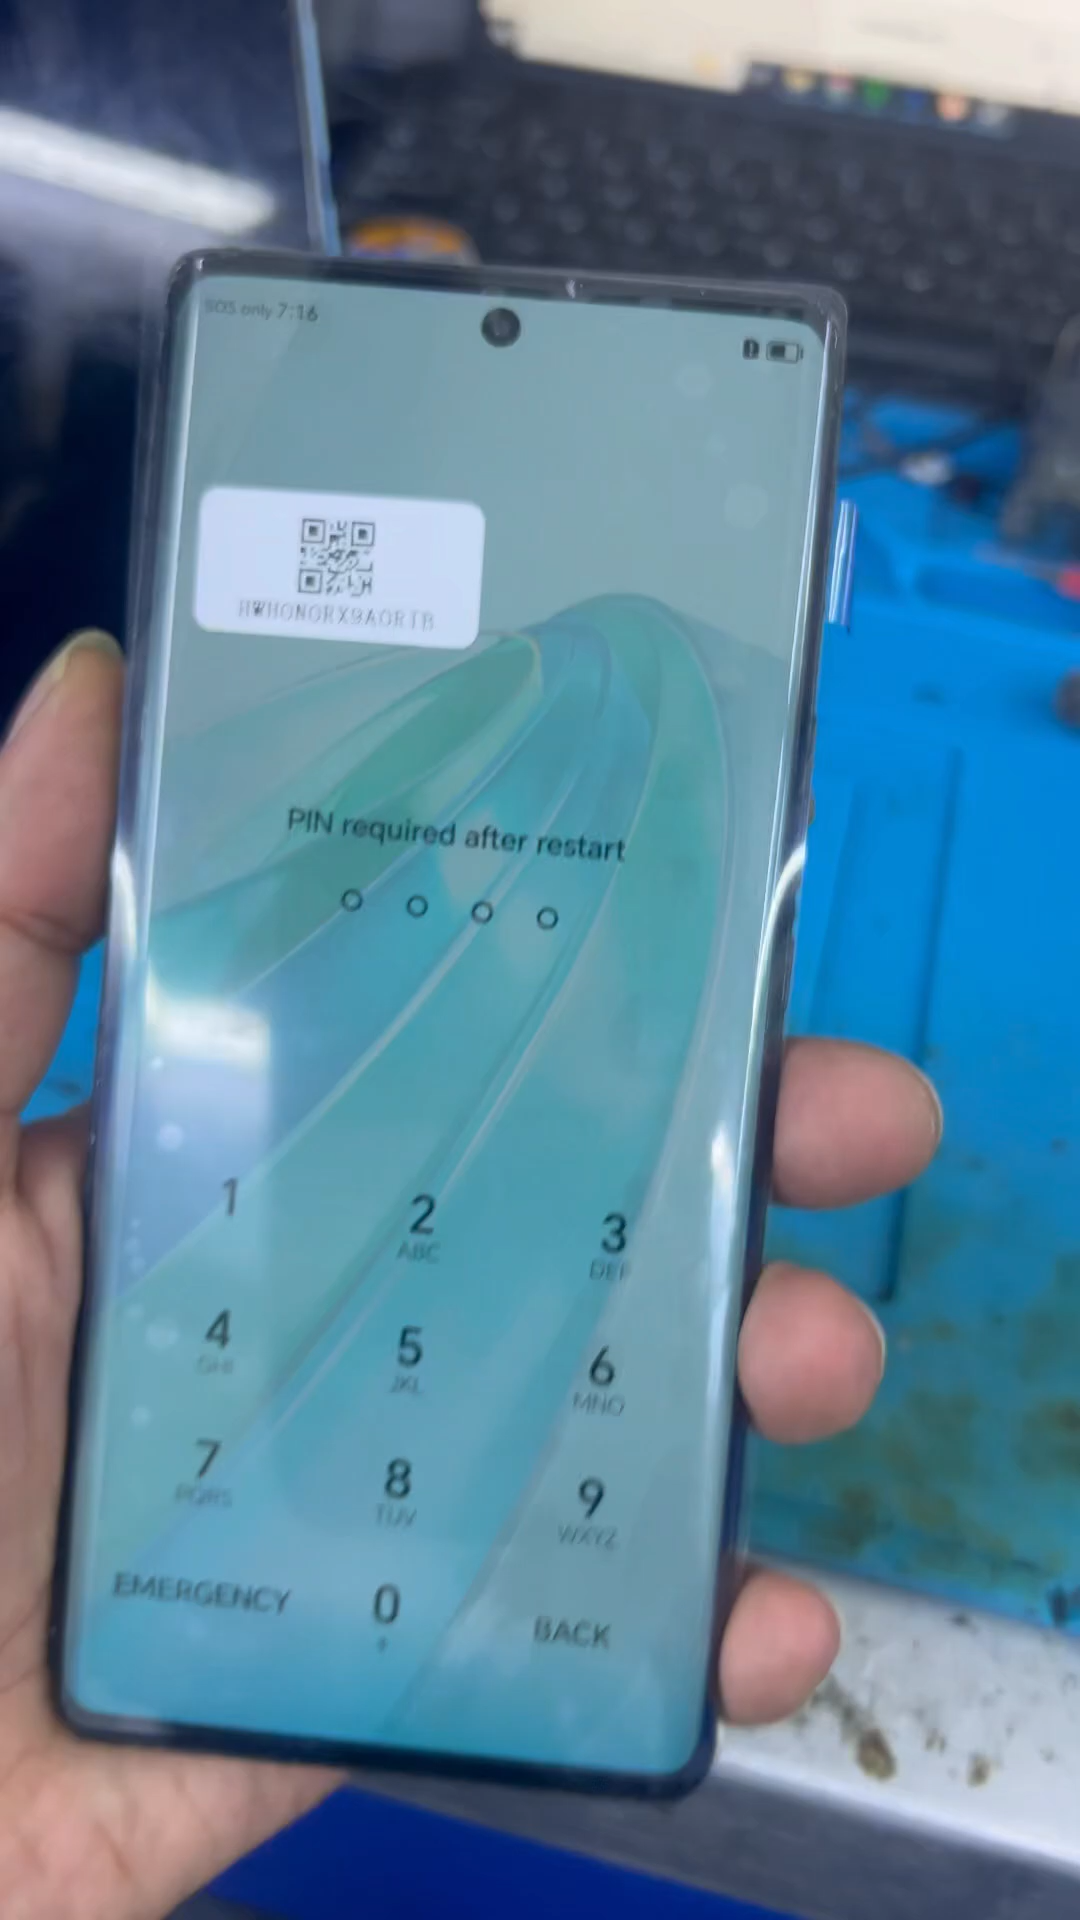 SOS only 7:16
HWHONORX9AORIB
PIN required after restart
1
2
ABC
3
DEF
4
GHI
5
JKL
6
MNO
7
PQRS
8
TUV
9
WXYZ
EMERGENCY
0
+
BACK